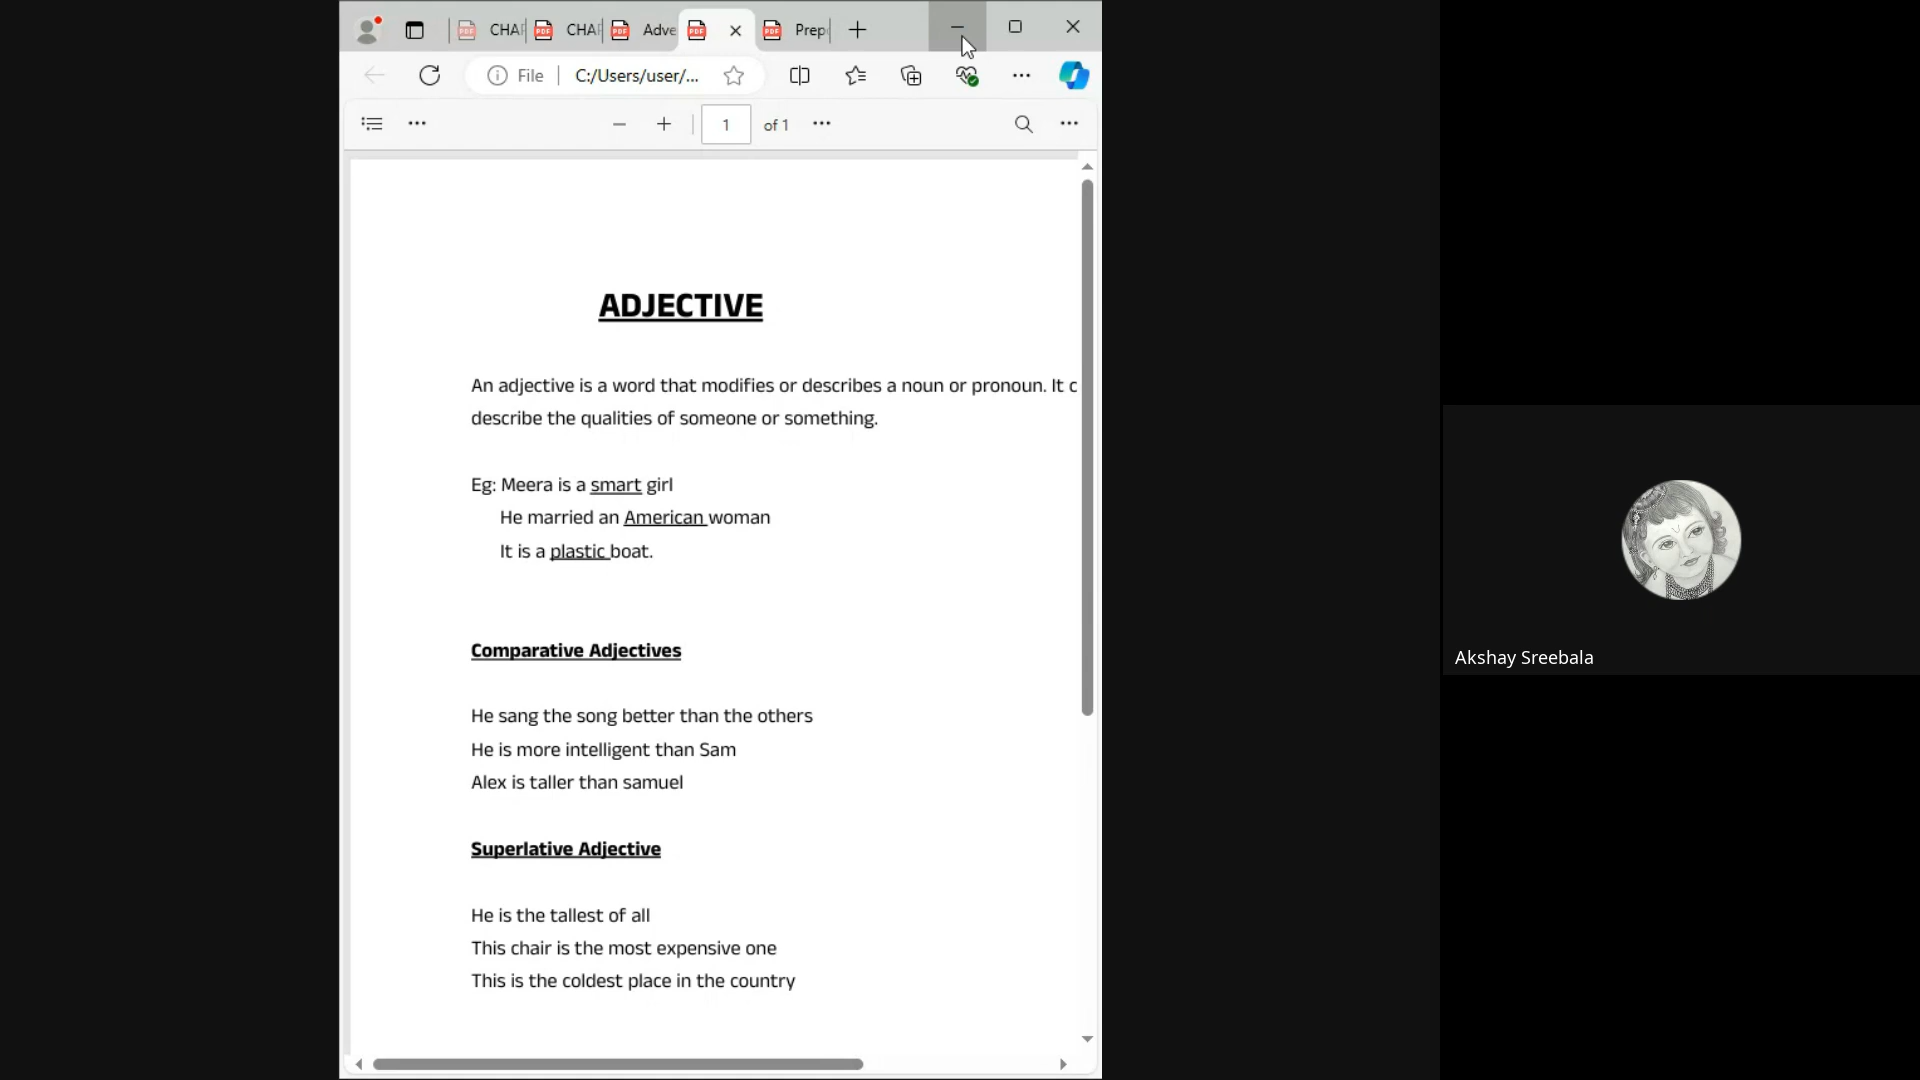 CHA
CHA
Adve
Prep
File
C:/Users/user/...
1
of 1
ADJECTIVE
An adjective is a word that modifies or describes a noun or pronoun. It c
describe the qualities of someone or something.
Eg: Meera is a smart girl
He married an American woman
It is a plastic boat.
Comparative Adjectives
He sang the song better than the others
He is more intelligent than Sam
Alex is taller than samuel
Superlative Adjective
He is the tallest of all
This chair is the most expensive one
This is the coldest place in the country
Akshay Sreebala